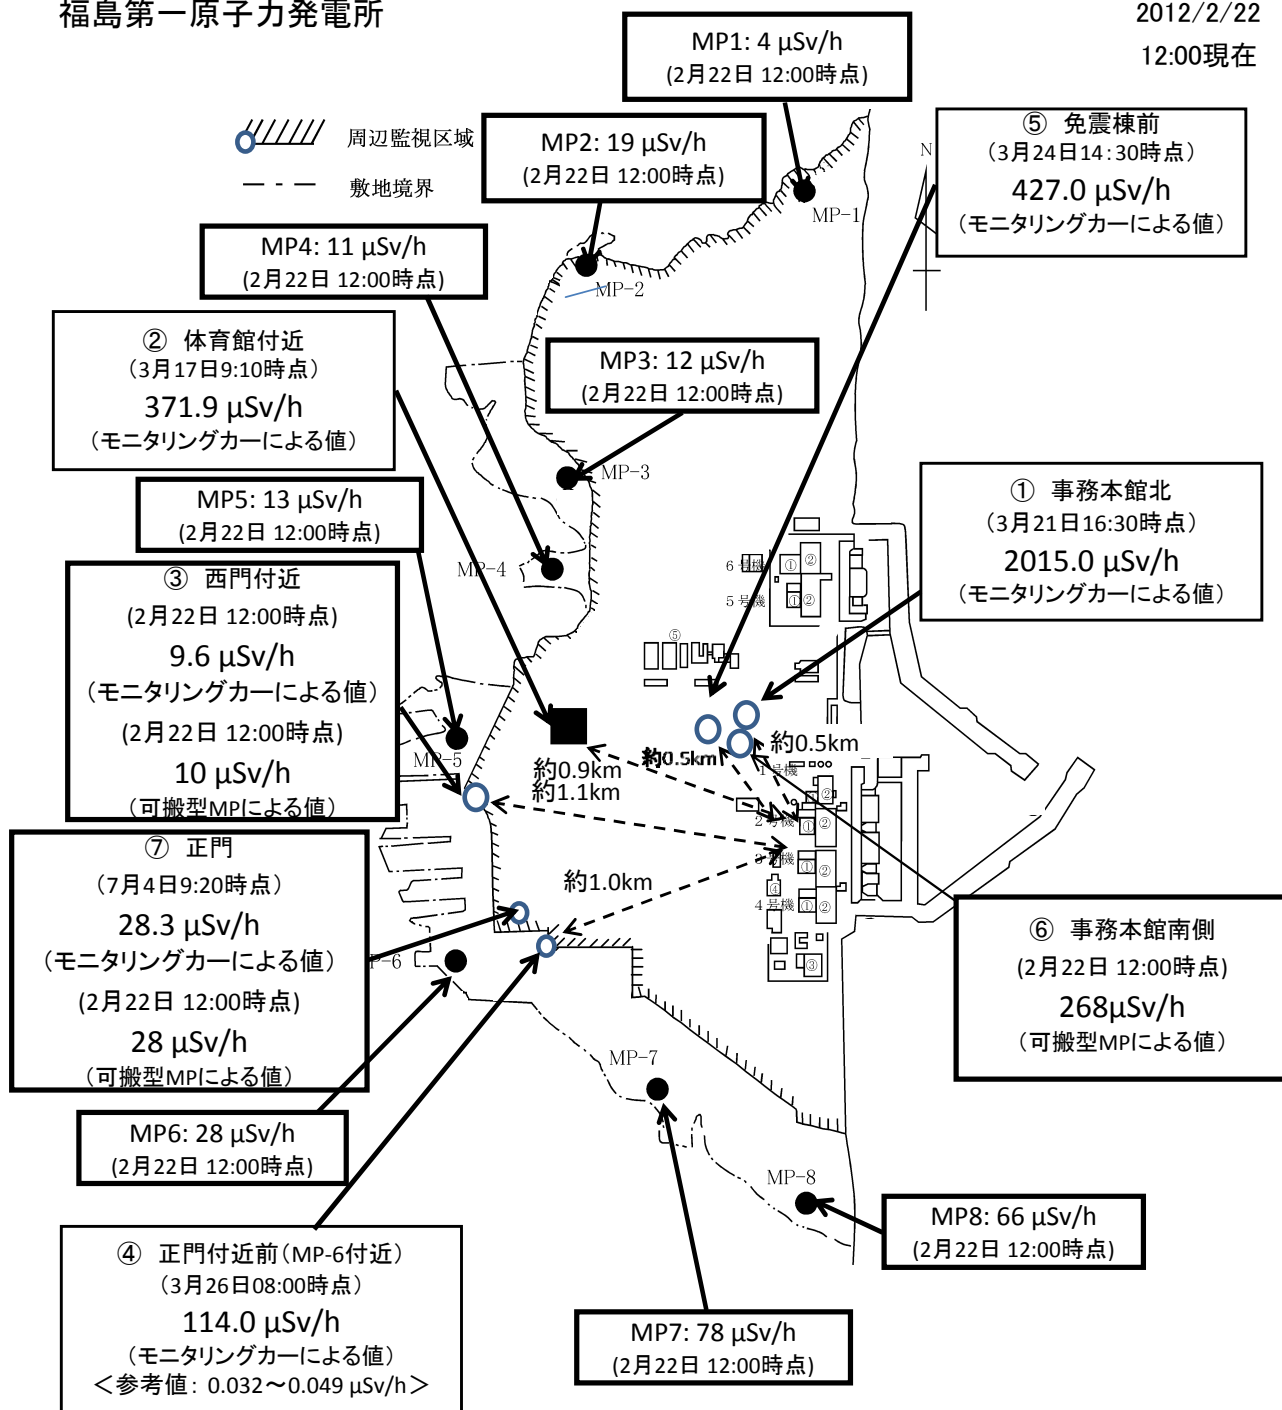 福島第一原子力発電所
2012/2/22
12:00現在
MP1: 4 μSv/h
(2月22日 12:00時点)
周辺監視区域
敷地境界
MP2: 19 μSv/h
(2月22日 12:00時点)
⑤ 免震棟前
(3月24日14:30時点)
427.0 μSv/h
(モニタリングカーによる値)
N
MP-1
MP4: 11 μSv/h
(2月22日 12:00時点)
MP-2
② 体育館付近
(3月17日9:10時点)
371.9 μSv/h
(モニタリングカーによる値)
MP3: 12 μSv/h
(2月22日 12:00時点)
MP-3
MP5: 13 μSv/h
(2月22日 12:00時点)
① 事務本館北
(3月21日16:30時点)
2015.0 μSv/h
(モニタリングカーによる値)
MP-4
6号機
① ②
5号機
① ②
③ 西門付近
(2月22日 12:00時点)
9.6 μSv/h
(モニタリングカーによる値)
(2月22日 12:00時点)
10 μSv/h
(可搬型MPによる値)
⑤
MP-5
約0.9km
約1.1km
約0.5km
約0.5km
1号機
②
2号機
① ②
3号機
① ②
④
4号機
① ②
③
約1.0km
⑦ 正門
(7月4日9:20時点)
28.3 μSv/h
(モニタリングカーによる値)
(2月22日 12:00時点)
28 μSv/h
(可搬型MPによる値)
P-6
⑥ 事務本館南側
(2月22日 12:00時点)
268μSv/h
(可搬型MPによる値)
MP-7
MP6: 28 μSv/h
(2月22日 12:00時点)
MP-8
MP8: 66 μSv/h
(2月22日 12:00時点)
④ 正門付近前(MP-6付近)
(3月26日08:00時点)
114.0 μSv/h
(モニタリングカーによる値)
<参考値: 0.032～0.049 μSv/h>
MP7: 78 μSv/h
(2月22日 12:00時点)